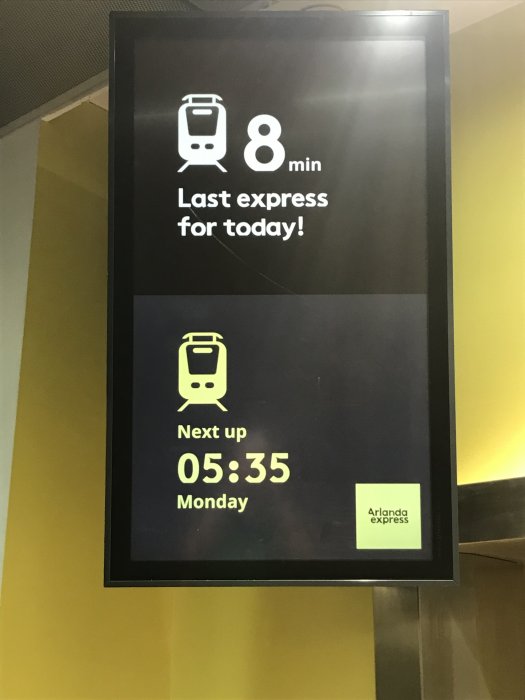 8 min
Last express
for today!
Next up
05:35
Monday
Arlanda
express